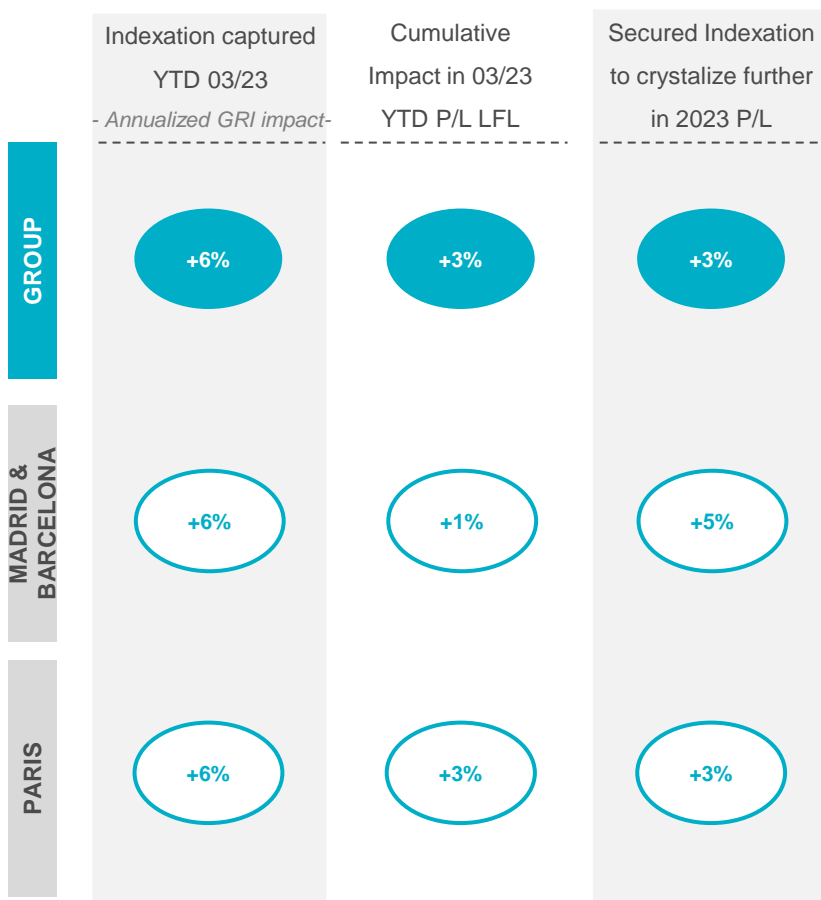 Indexation captured
YTD 03/23
- Annualized GRI impact-
Cumulative
Impact in 03/23
YTD P/L LFL
Secured Indexation
to crystalize further
in 2023 P/L
GROUP
+6%
+3%
+3%
MADRID &
BARCELONA
+6%
+1%
+5%
PARIS
+6%
+3%
+3%